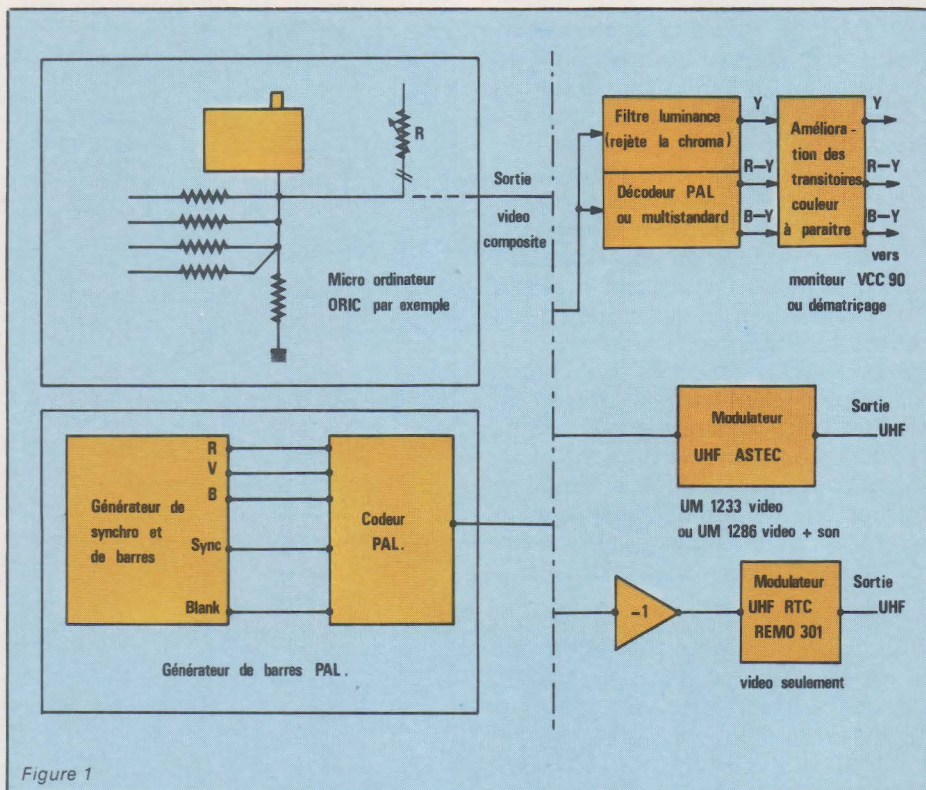 R
Sortie
video
composite
Micro ordinateur
ORIC par exemple
Filtre luminance
(rejète la chroma)
Décodeur PAL
ou multistandard
Y
R—Y
B—Y
Améliora -
tion des
transitoires
couleur
à paraitre
Y
R—Y
B—Y
vers
moniteur VCC 90
ou dématriçage
Générateur de
synchro et
de barres
R
V
B
Sync
Blank
Codeur
PAL.
Générateur de barres PAL.
Modulateur
UHF ASTEC
Sortie
UHF
UM 1233 video
ou UM 1286 video + son
-1
Modulateur
UHF RTC
REMO 301
Sortie
UHF
video seulement
Figure 1